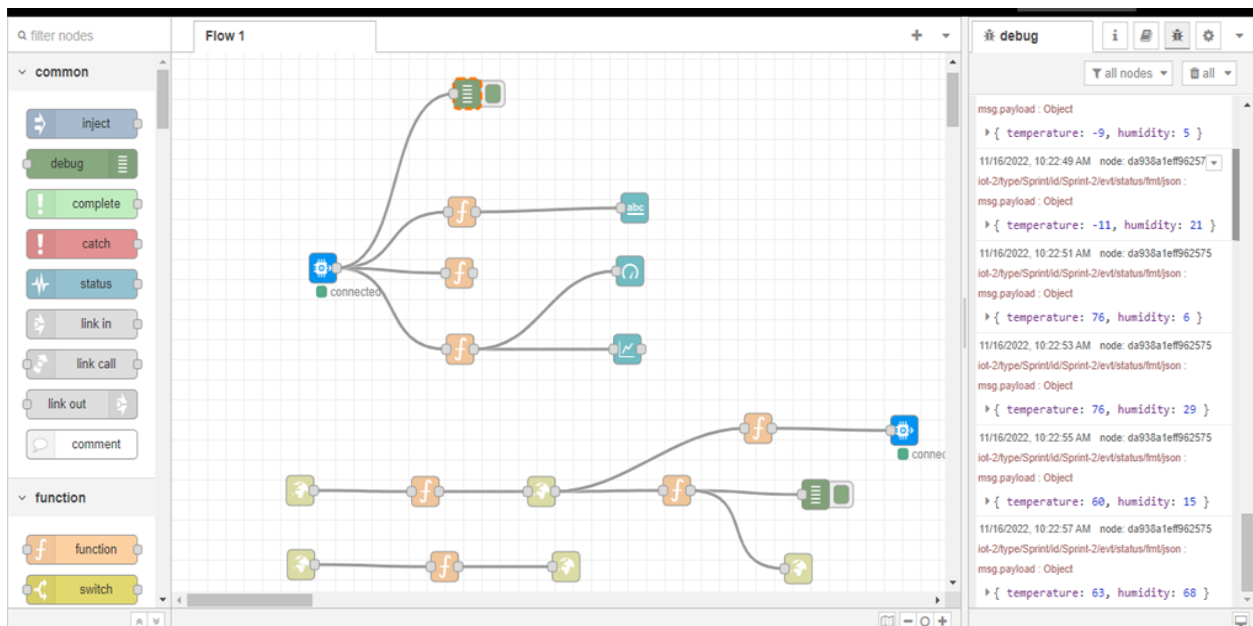 filter nodes
common
inject
debug
complete
catch
status
link in
link call
link out
comment
function
function
switch
Flow 1
abc
connected
connec
debug
i
all nodes
all
msg.payload : Object
{ temperature: -9, humidity: 5 }
11/16/2022, 10:22:49 AM node: da938a1eff96257
iot-2/type/Sprint/id/Sprint-2/evt/status/fmt/json :
msg.payload : Object
{ temperature: -11, humidity: 21 }
11/16/2022, 10:22:51 AM node: da938a1eff962575
iot-2/type/Sprint/id/Sprint-2/evt/status/fmt/json :
msg.payload : Object
{ temperature: 76, humidity: 6 }
11/16/2022, 10:22:53 AM node: da938a1eff962575
iot-2/type/Sprint/id/Sprint-2/evt/status/fmt/json :
msg.payload : Object
{ temperature: 76, humidity: 29 }
11/16/2022, 10:22:55 AM node: da938a1eff962575
iot-2/type/Sprint/id/Sprint-2/evt/status/fmt/json :
msg.payload : Object
{ temperature: 60, humidity: 15 }
11/16/2022, 10:22:57 AM node: da938a1eff962575
iot-2/type/Sprint/id/Sprint-2/evt/status/fmt/json :
msg.payload : Object
{ temperature: 63, humidity: 68 }